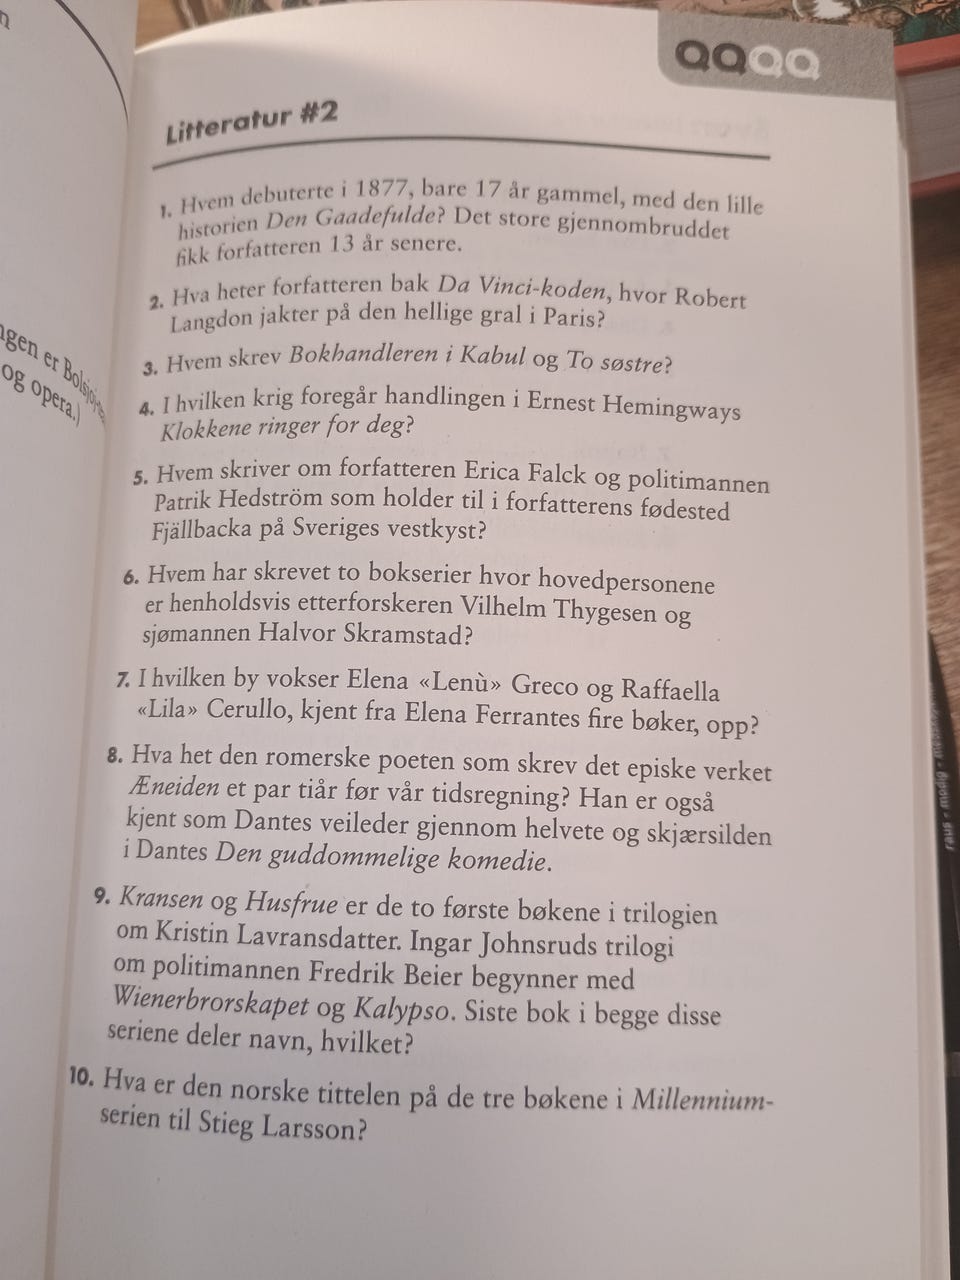 QQQQ
Litteratur #2
1. Hvem debuterte i 1877, bare 17 år gammel, med den lille
historien Den Gaadefulde? Det store gjennombruddet
fikk forfatteren 13 år senere.
2. Hva heter forfatteren bak Da Vinci-koden, hvor Robert
Langdon jakter på den hellige gral i Paris?
3. Hvem skrev Bokhandleren i Kabul og To søstre?
4. I hvilken krig foregår handlingen i Ernest Hemingways
Klokkene ringer for deg?
5. Hvem skriver om forfatteren Erica Falck og politimannen
Patrik Hedström som holder til i forfatterens fødested
Fjällbacka på Sveriges vestkyst?
6. Hvem har skrevet to bokserier hvor hovedpersonene
er henholdsvis etterforskeren Vilhelm Thygesen og
sjømannen Halvor Skramstad?
7. I hvilken by vokser Elena «Lenù» Greco og Raffaella
«Lila» Cerullo, kjent fra Elena Ferrantes fire bøker, opp?
8. Hva het den romerske poeten som skrev det episke verket
Æneiden et par tiår før vår tidsregning? Han er også
kjent som Dantes veileder gjennom helvete og skjærsilden
i Dantes Den guddommelige komedie.
9. Kransen og Husfrue er de to første bøkene i trilogien
om Kristin Lavransdatter. Ingar Johnsruds trilogi
om politimannen Fredrik Beier begynner med
Wienerbrorskapet og Kalypso. Siste bok i begge disse
seriene deler navn, hvilket?
10. Hva er den norske tittelen på de tre bøkene i Millennium-
serien til Stieg Larsson?
ngen er
og opera.)
raus - modig